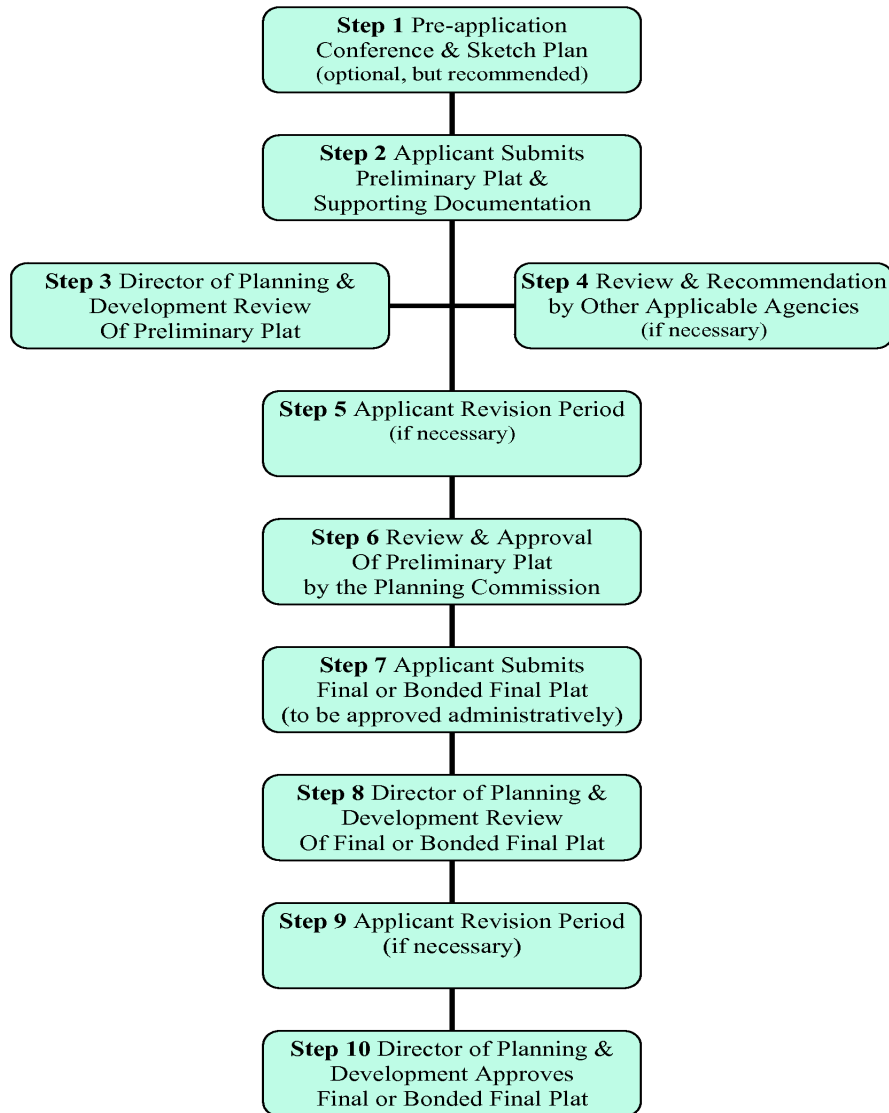 Step 1 Pre-application
Conference & Sketch Plan
(optional, but recommended)
Step 2 Applicant Submits
Preliminary Plat &
Supporting Documentation
Step 3 Director of Planning &
Development Review
Of Preliminary Plat
Step 4 Review & Recommendation
by Other Applicable Agencies
(if necessary)
Step 5 Applicant Revision Period
(if necessary)
Step 6 Review & Approval
Of Preliminary Plat
by the Planning Commission
Step 7 Applicant Submits
Final or Bonded Final Plat
(to be approved administratively)
Step 8 Director of Planning &
Development Review
Of Final or Bonded Final Plat
Step 9 Applicant Revision Period
(if necessary)
Step 10 Director of Planning &
Development Approves
Final or Bonded Final Plat